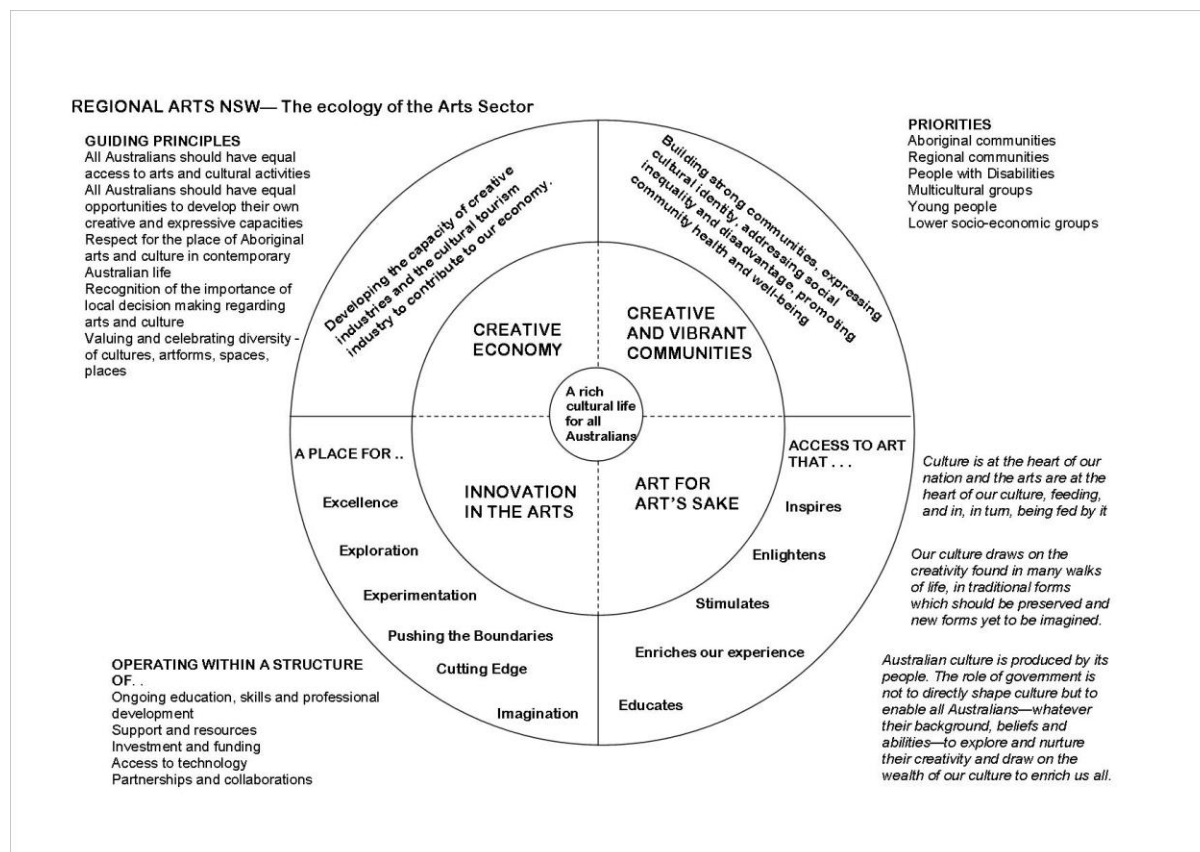 REGIONAL ARTS NSW— The ecology of the Arts Sector
GUIDING PRINCIPLES
All Australians should have equal
access to arts and cultural activities
All Australians should have equal
opportunities to develop their own
creative and expressive capacities
Respect for the place of Aboriginal
arts and culture in contemporary
Australian life
Recognition of the importance of
local decision making regarding
arts and culture
Valuing and celebrating diversity -
of cultures, artforms, spaces,
places
PRIORITIES
Aboriginal communities
Regional communities
People with Disabilities
Multicultural groups
Young people
Lower socio-economic groups
Developing the capacity of creative
industries and the cultural tourism
industry to contribute to our economy.
Building strong communities, expressing
cultural identity, addressing social
inequality and disadvantage, promoting
community health and well-being
CREATIVE
ECONOMY
CREATIVE
AND VIBRANT
COMMUNITIES
A rich
cultural life
for all
Australians
INNOVATION
IN THE ARTS
ART FOR
ART'S SAKE
A PLACE FOR ..
Excellence
Exploration
Experimentation
Pushing the Boundaries
Cutting Edge
Imagination
ACCESS TO ART
THAT . . .
Inspires
Enlightens
Stimulates
Enriches our experience
Educates
Culture is at the heart of our
nation and the arts are at the
heart of our culture, feeding,
and in, in turn, being fed by it
Our culture draws on the
creativity found in many walks
of life, in traditional forms
which should be preserved and
new forms yet to be imagined.
Australian culture is produced by its
people. The role of government is
not to directly shape culture but to
enable all Australians—whatever
their background, beliefs and
abilities—to explore and nurture
their creativity and draw on the
wealth of our culture to enrich us all.
OPERATING WITHIN A STRUCTURE
OF. .
Ongoing education, skills and professional
development
Support and resources
Investment and funding
Access to technology
Partnerships and collaborations